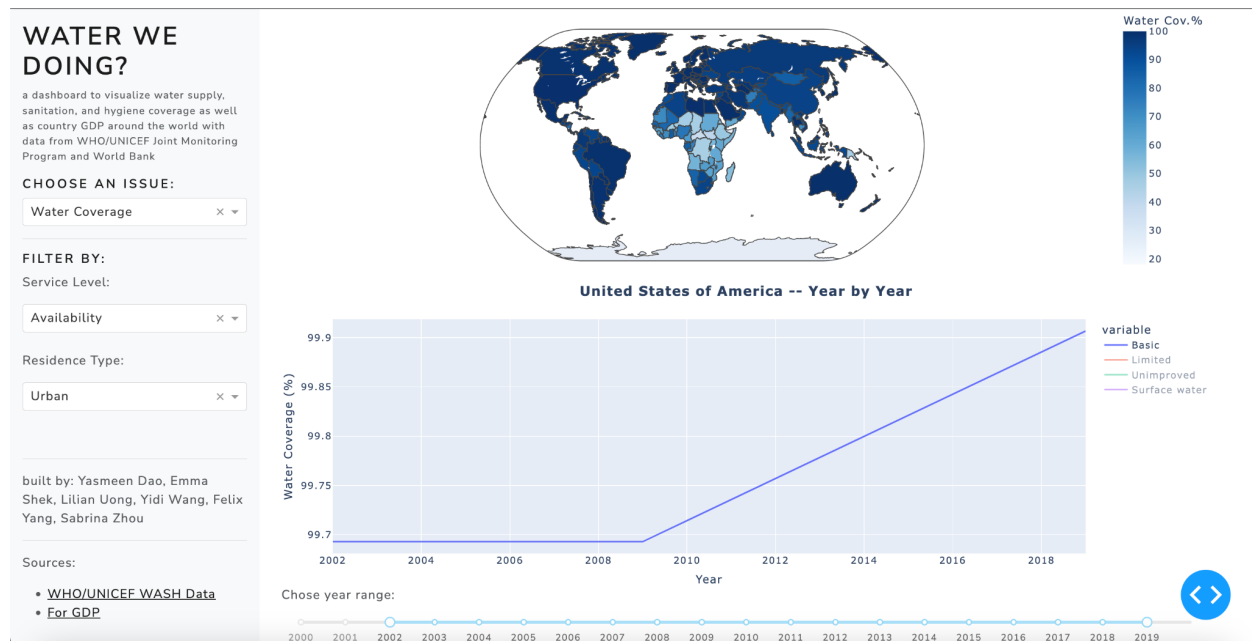 WATER WE
DOING?
a dashboard to visualize water supply,
sanitation, and hygiene coverage as well
as country GDP around the world with
data from WHO/UNICEF Joint Monitoring
Program and World Bank
CHOOSE AN ISSUE:
Water Coverage
FILTER BY:
Service Level:
Availability
Residence Type:
Urban
built by: Yasmeen Dao, Emma
Shek, Lilian Uong, Yidi Wang, Felix
Yang, Sabrina Zhou
Sources:
WHO/UNICEF WASH Data
For GDP
Water Cov.%
100
90
80
70
60
50
40
30
20
United States of America -- Year by Year
Water Coverage (%)
99.9
99.85
99.8
99.75
99.7
2002 2004 2006 2008 2010 2012 2014 2016 2018
Year
variable
Basic
Limited
Unimproved
Surface water
Chose year range:
2000 2001 2002 2003 2004 2005 2006 2007 2008 2009 2010 2011 2012 2013 2014 2015 2016 2017 2018 2019